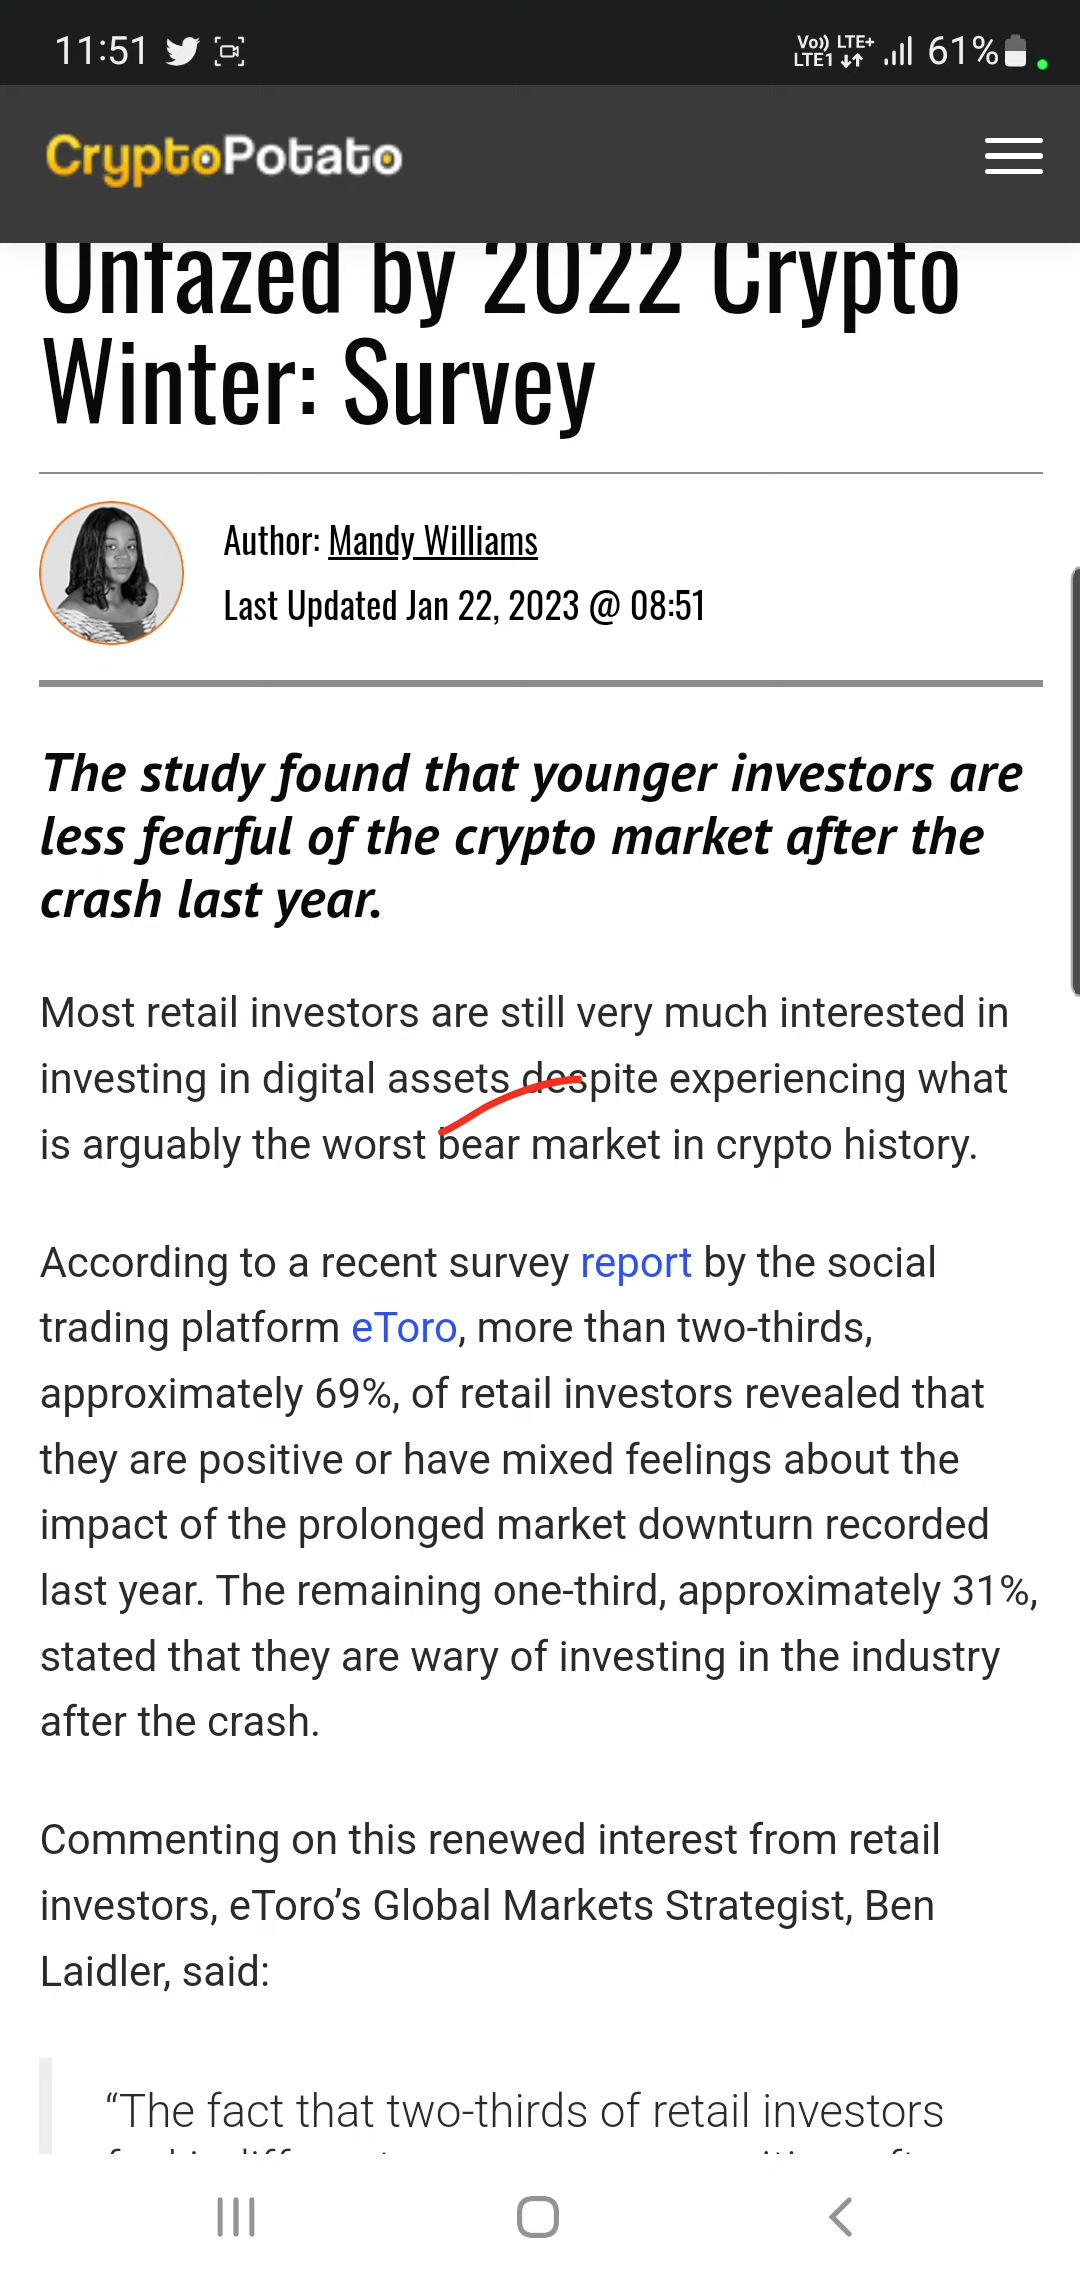 11:51
Vo)) LTE+
LTE1
61%
CryptoPotato
Unfazed by 2022 Crypto
Winter: Survey
Author: Mandy Williams
Last Updated Jan 22, 2023 @ 08:51
The study found that younger investors are
less fearful of the crypto market after the
crash last year.
Most retail investors are still very much interested in
investing in digital assets despite experiencing what
is arguably the worst bear market in crypto history.
According to a recent survey report by the social
trading platform eToro, more than two-thirds,
approximately 69%, of retail investors revealed that
they are positive or have mixed feelings about the
impact of the prolonged market downturn recorded
last year. The remaining one-third, approximately 31%,
stated that they are wary of investing in the industry
after the crash.
Commenting on this renewed interest from retail
investors, eToro’s Global Markets Strategist, Ben
Laidler, said:
“The fact that two-thirds of retail investors